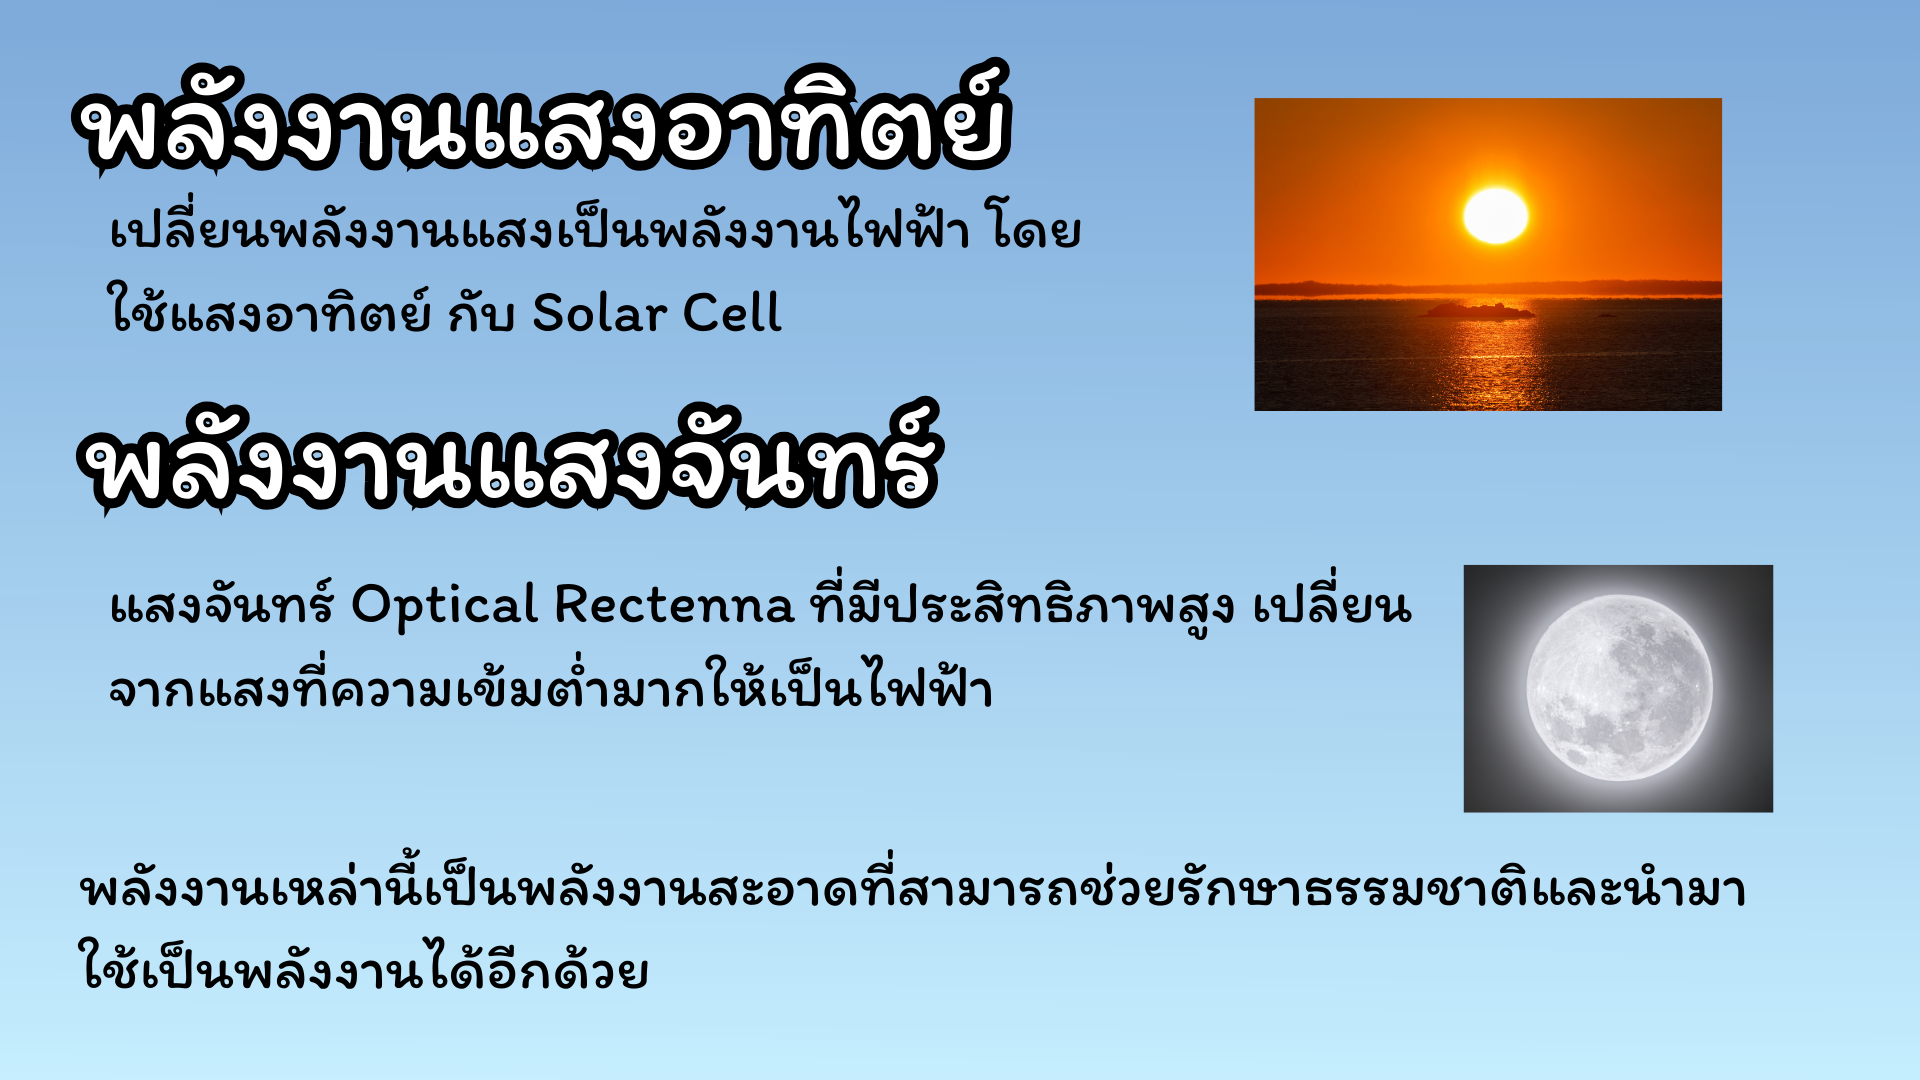 พลังงานแสงอาทิตย์
เปลี่ยนพลังงานแสงเป็นพลังงานไฟฟ้า โดย
ใช้แสงอาทิตย์ กับ Solar Cell
พลังงานแสงจันทร์
แสงจันทร์ Optical Rectenna ที่มีประสิทธิภาพสูง เปลี่ยน
จากแสงที่ความเข้มต่ำมากให้เป็นไฟฟ้า
พลังงานเหล่านี้เป็นพลังงานสะอาดที่สามารถช่วยรักษาธรรมชาติและนำมา
ใช้เป็นพลังงานได้อีกด้วย